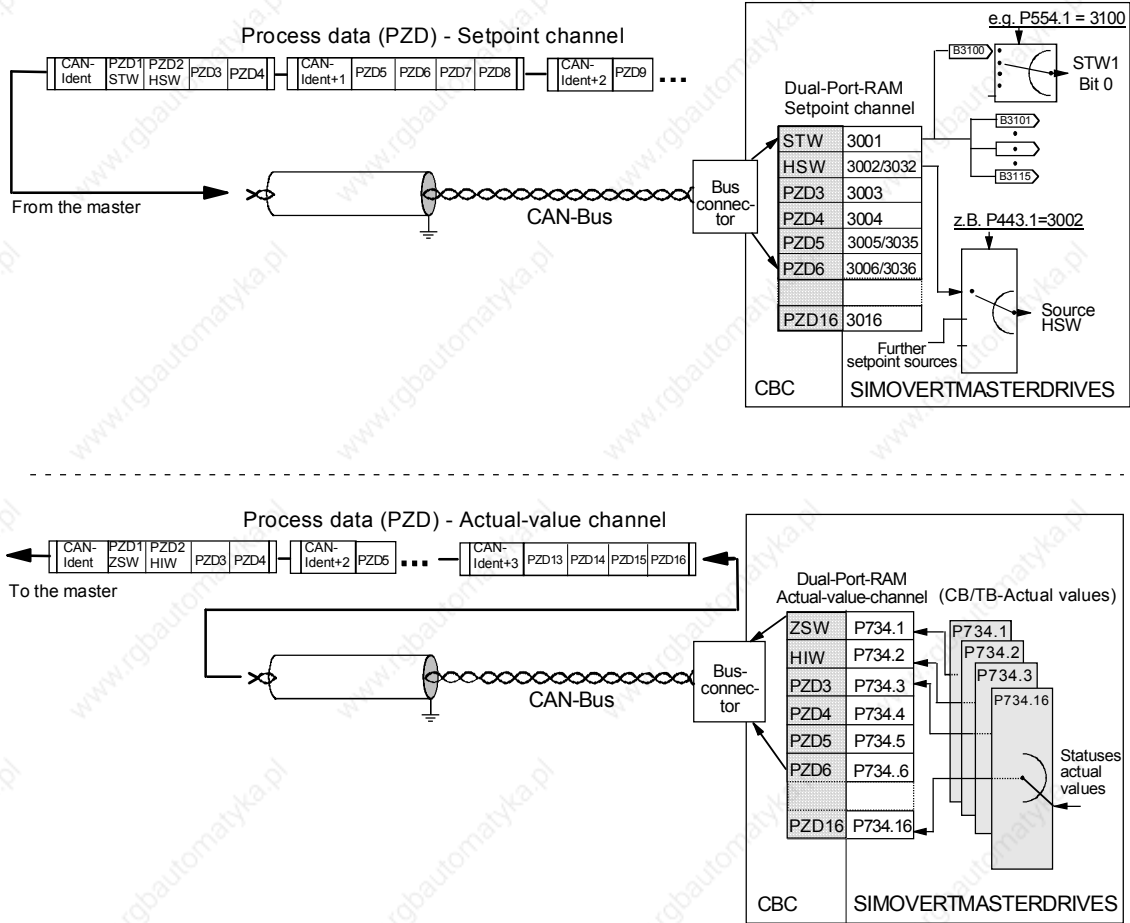 Process data (PZD) - Setpoint channel
CAN-Ident PZD1 STW PZD2 HSW PZD3 PZD4 CAN-Ident+1 PZD5 PZD6 PZD7 PZD8 CAN-Ident+2 PZD9
From the master
CAN-Bus
Bus
connec-
tor
Dual-Port-RAM
Setpoint channel
STW 3001
HSW 3002/3032
PZD3 3003
PZD4 3004
PZD5 3005/3035
PZD6 3006/3036
PZD16 3016
e.g. P554.1 = 3100
B3100
STW1
Bit 0
B3101
B3115
z.B. P443.1=3002
Source
HSW
Further
setpoint sources
CBC
SIMOVERTMASTERDRIVES
Process data (PZD) - Actual-value channel
CAN-Ident PZD1 ZSW PZD2 HIW PZD3 PZD4 CAN-Ident+2 PZD5 CAN-Ident+3 PZD13 PZD14 PZD15 PZD16
To the master
CAN-Bus
Bus-
connec-
tor
Dual-Port-RAM
Actual-value-channel
(CB/TB-Actual values)
ZSW P734.1
HIW P734.2
PZD3 P734.3
PZD4 P734.4
PZD5 P734.5
PZD6 P734..6
PZD16 P734.16
P734.1
P734.2
P734.3
P734.16
Statuses
actual
values
CBC
SIMOVERTMASTERDRIVES
www.rgbautomatyka.pl